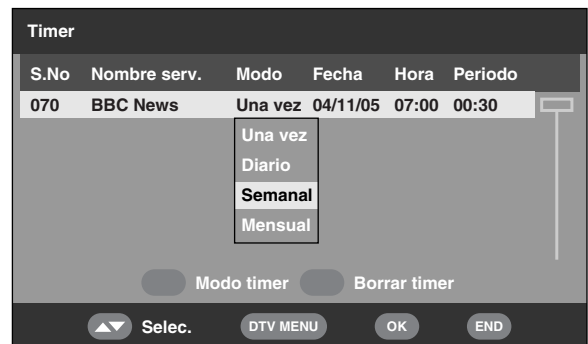 Timer
S.No Nombre serv. Modo Fecha Hora Periodo
070 BBC News Una vez 04/11/05 07:00 00:30
Una vez
Diario
Semanal
Mensual
Modo timer Borrar timer
Selec. DTV MENU OK END